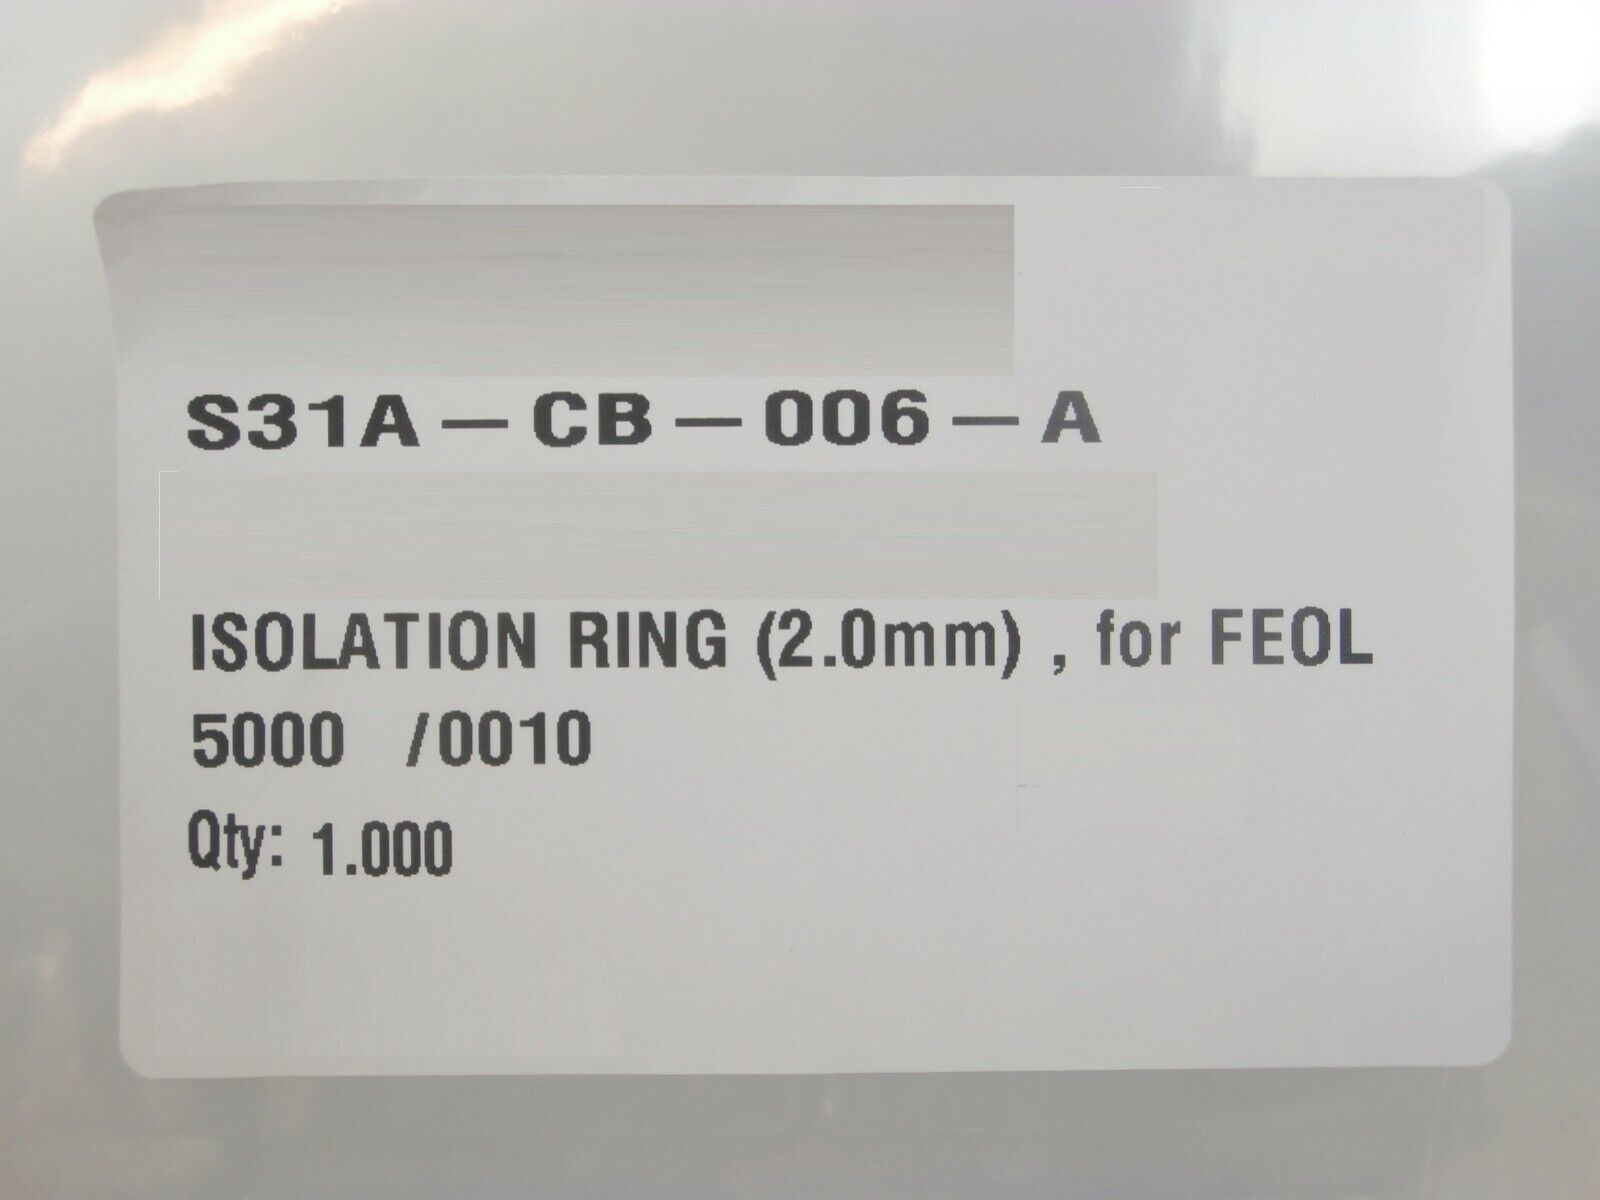 S31A-CB-006-A
ISOLATION RING (2.0mm) , for FEOL
5000 /0010
Qty: 1.000